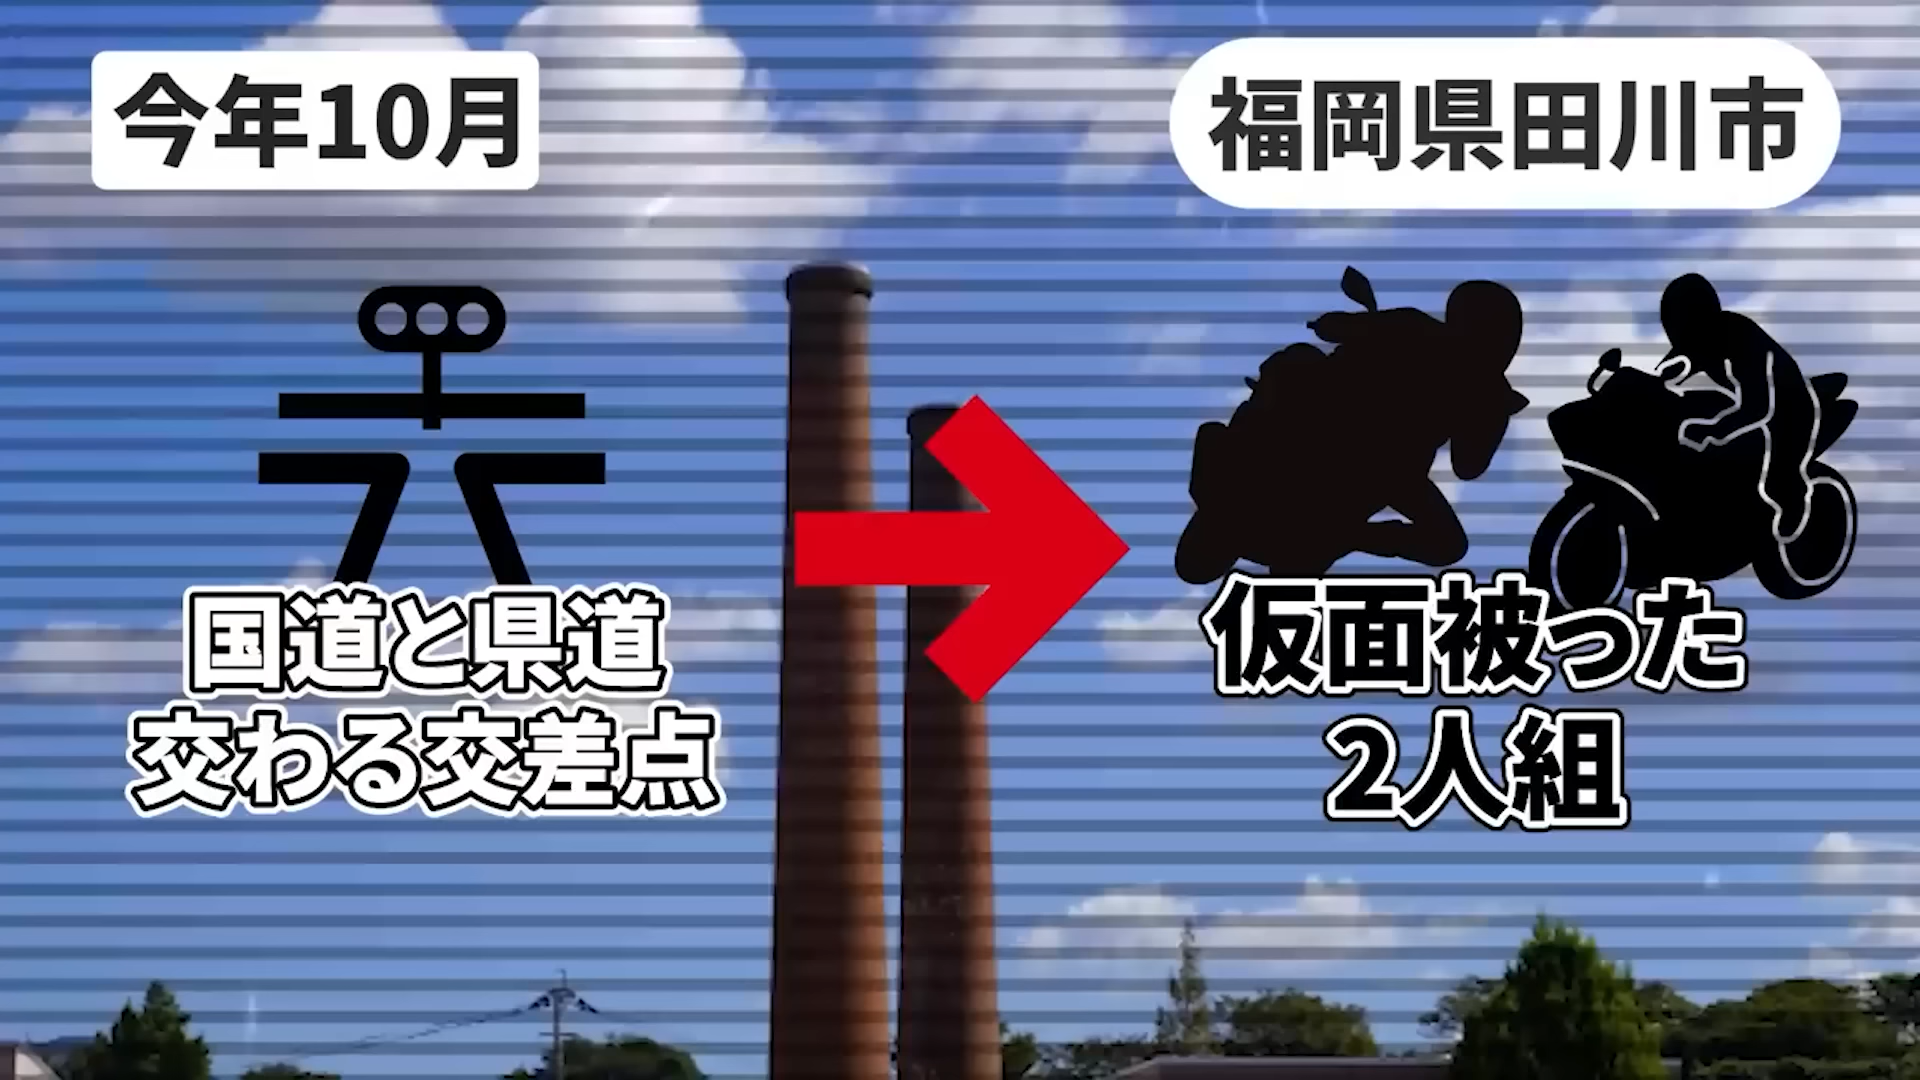 今年10月
福岡県田川市
国道と県道
交わる交差点
仮面被った
2人組